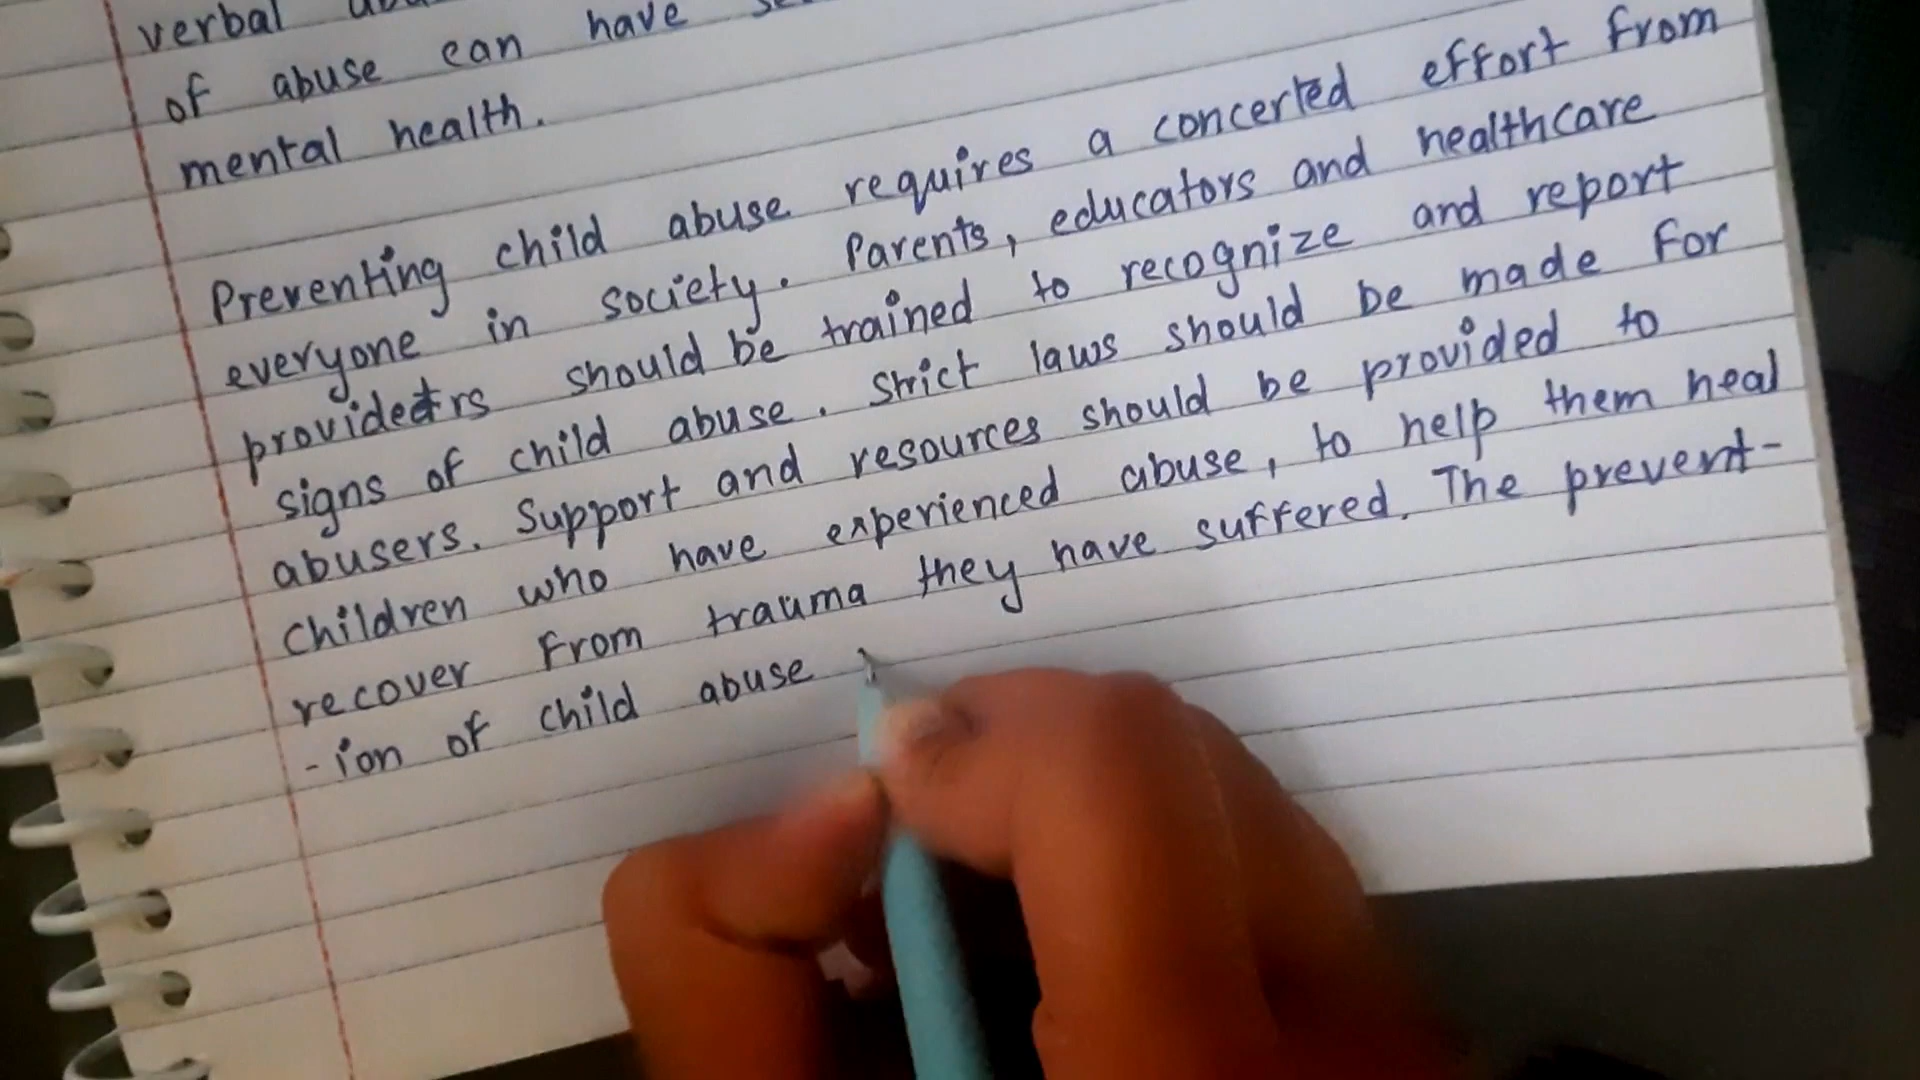 verbal
of abuse can have
mental health.
Preventing child abuse requires a concerted effort from
everyone in society. Parents, educators and healthcare
providers should be trained to recognize and report
signs of child abuse. Strict laws should be made for
abusers. Support and resources should be provided to
children who have experienced abuse, to help them heal
recover from trauma they have suffered. The prevent-
-ion of child abuse